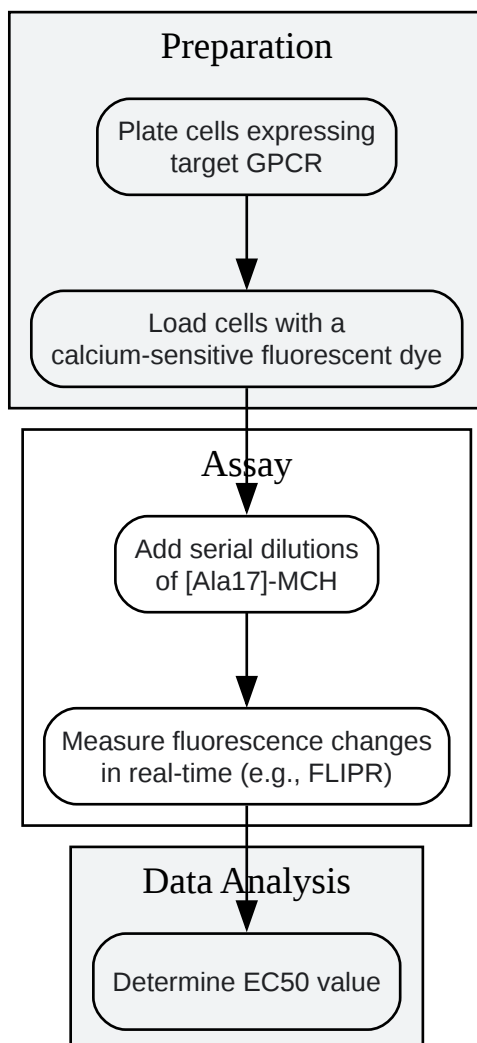 Preparation
Plate cells expressing
target GPCR
Load cells with a
calcium-sensitive fluorescent dye
Assay
Add serial dilutions
of [Ala17]-MCH
Measure fluorescence changes
in real-time (e.g., FLIPR)
Data Analysis
Determine EC50 value